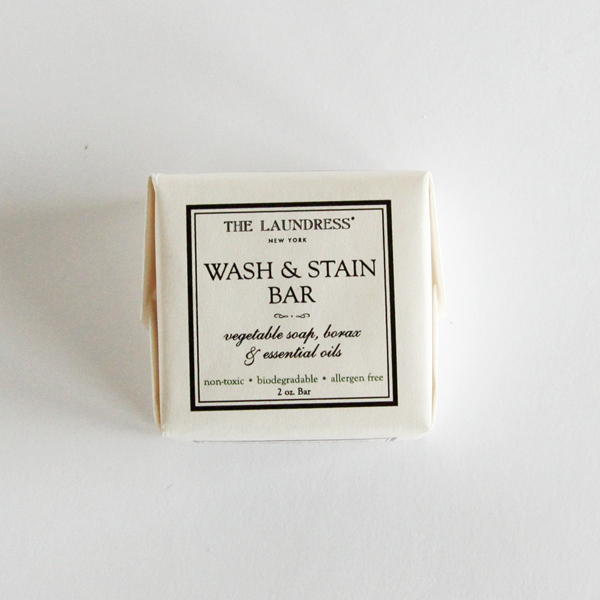 THE LAUNDRESS
NEW YORK
WASH & STAIN
BAR
vegetable soap, borax
& essential oils
non-toxic • biodegradable • allergen free
2 oz. Bar